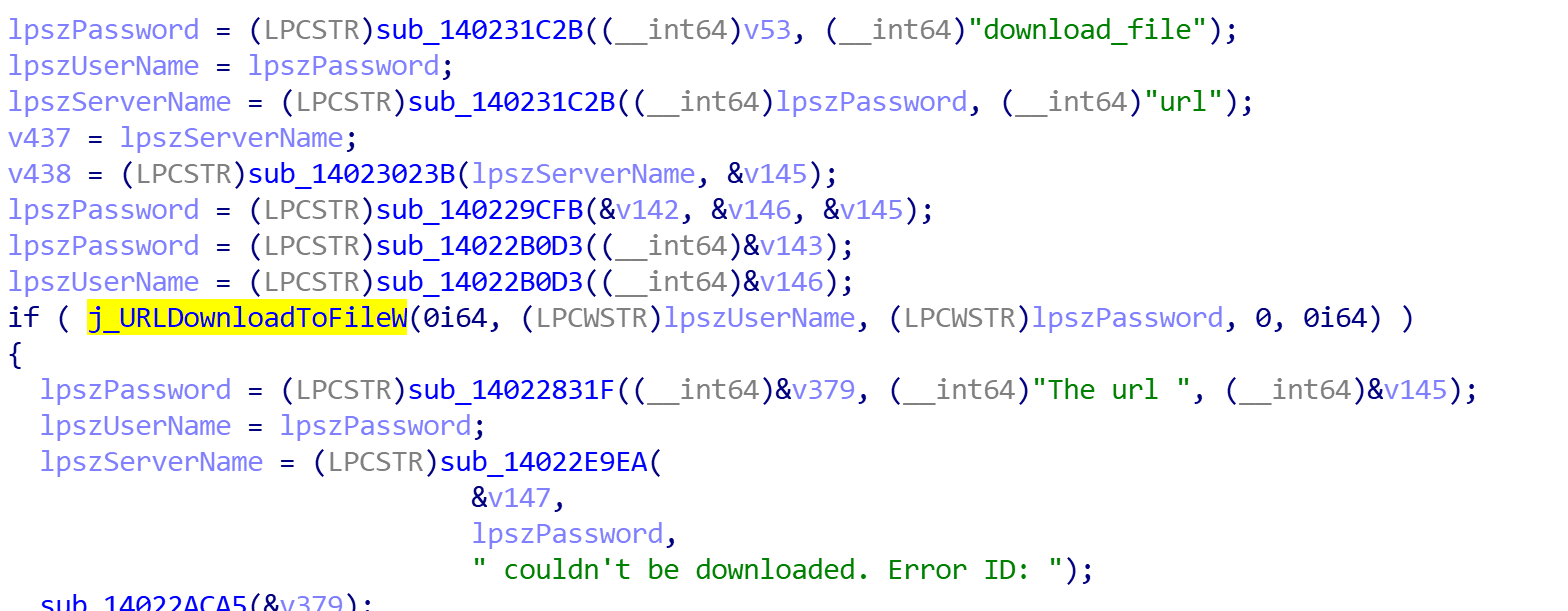 lpszPassword = (LPCSTR)sub_140231C2B((__int64)v53, (__int64)"download_file");
lpszUserName = lpszPassword;
lpszServerName = (LPCSTR)sub_140231C2B((__int64)lpszPassword, (__int64)"url");
v437 = lpszServerName;
v438 = (LPCSTR)sub_14023023B(lpszServerName, &v145);
lpszPassword = (LPCSTR)sub_140229CFB(&v142, &v146, &v145);
lpszPassword = (LPCSTR)sub_14022B0D3((__int64)&v143);
lpszUserName = (LPCSTR)sub_14022B0D3((__int64)&v146);
if ( j_URLDownloadToFileW(0i64, (LPCWSTR)lpszUserName, (LPCWSTR)lpszPassword, 0, 0i64) )
{
  lpszPassword = (LPCSTR)sub_14022831F((__int64)&v379, (__int64)"The url ", (__int64)&v145);
  lpszUserName = lpszPassword;
  lpszServerName = (LPCSTR)sub_14022E9EA(
                             &v147,
                             lpszPassword,
                             " couldn't be downloaded. Error ID: ");
  sub_14022ACA5(&v379);